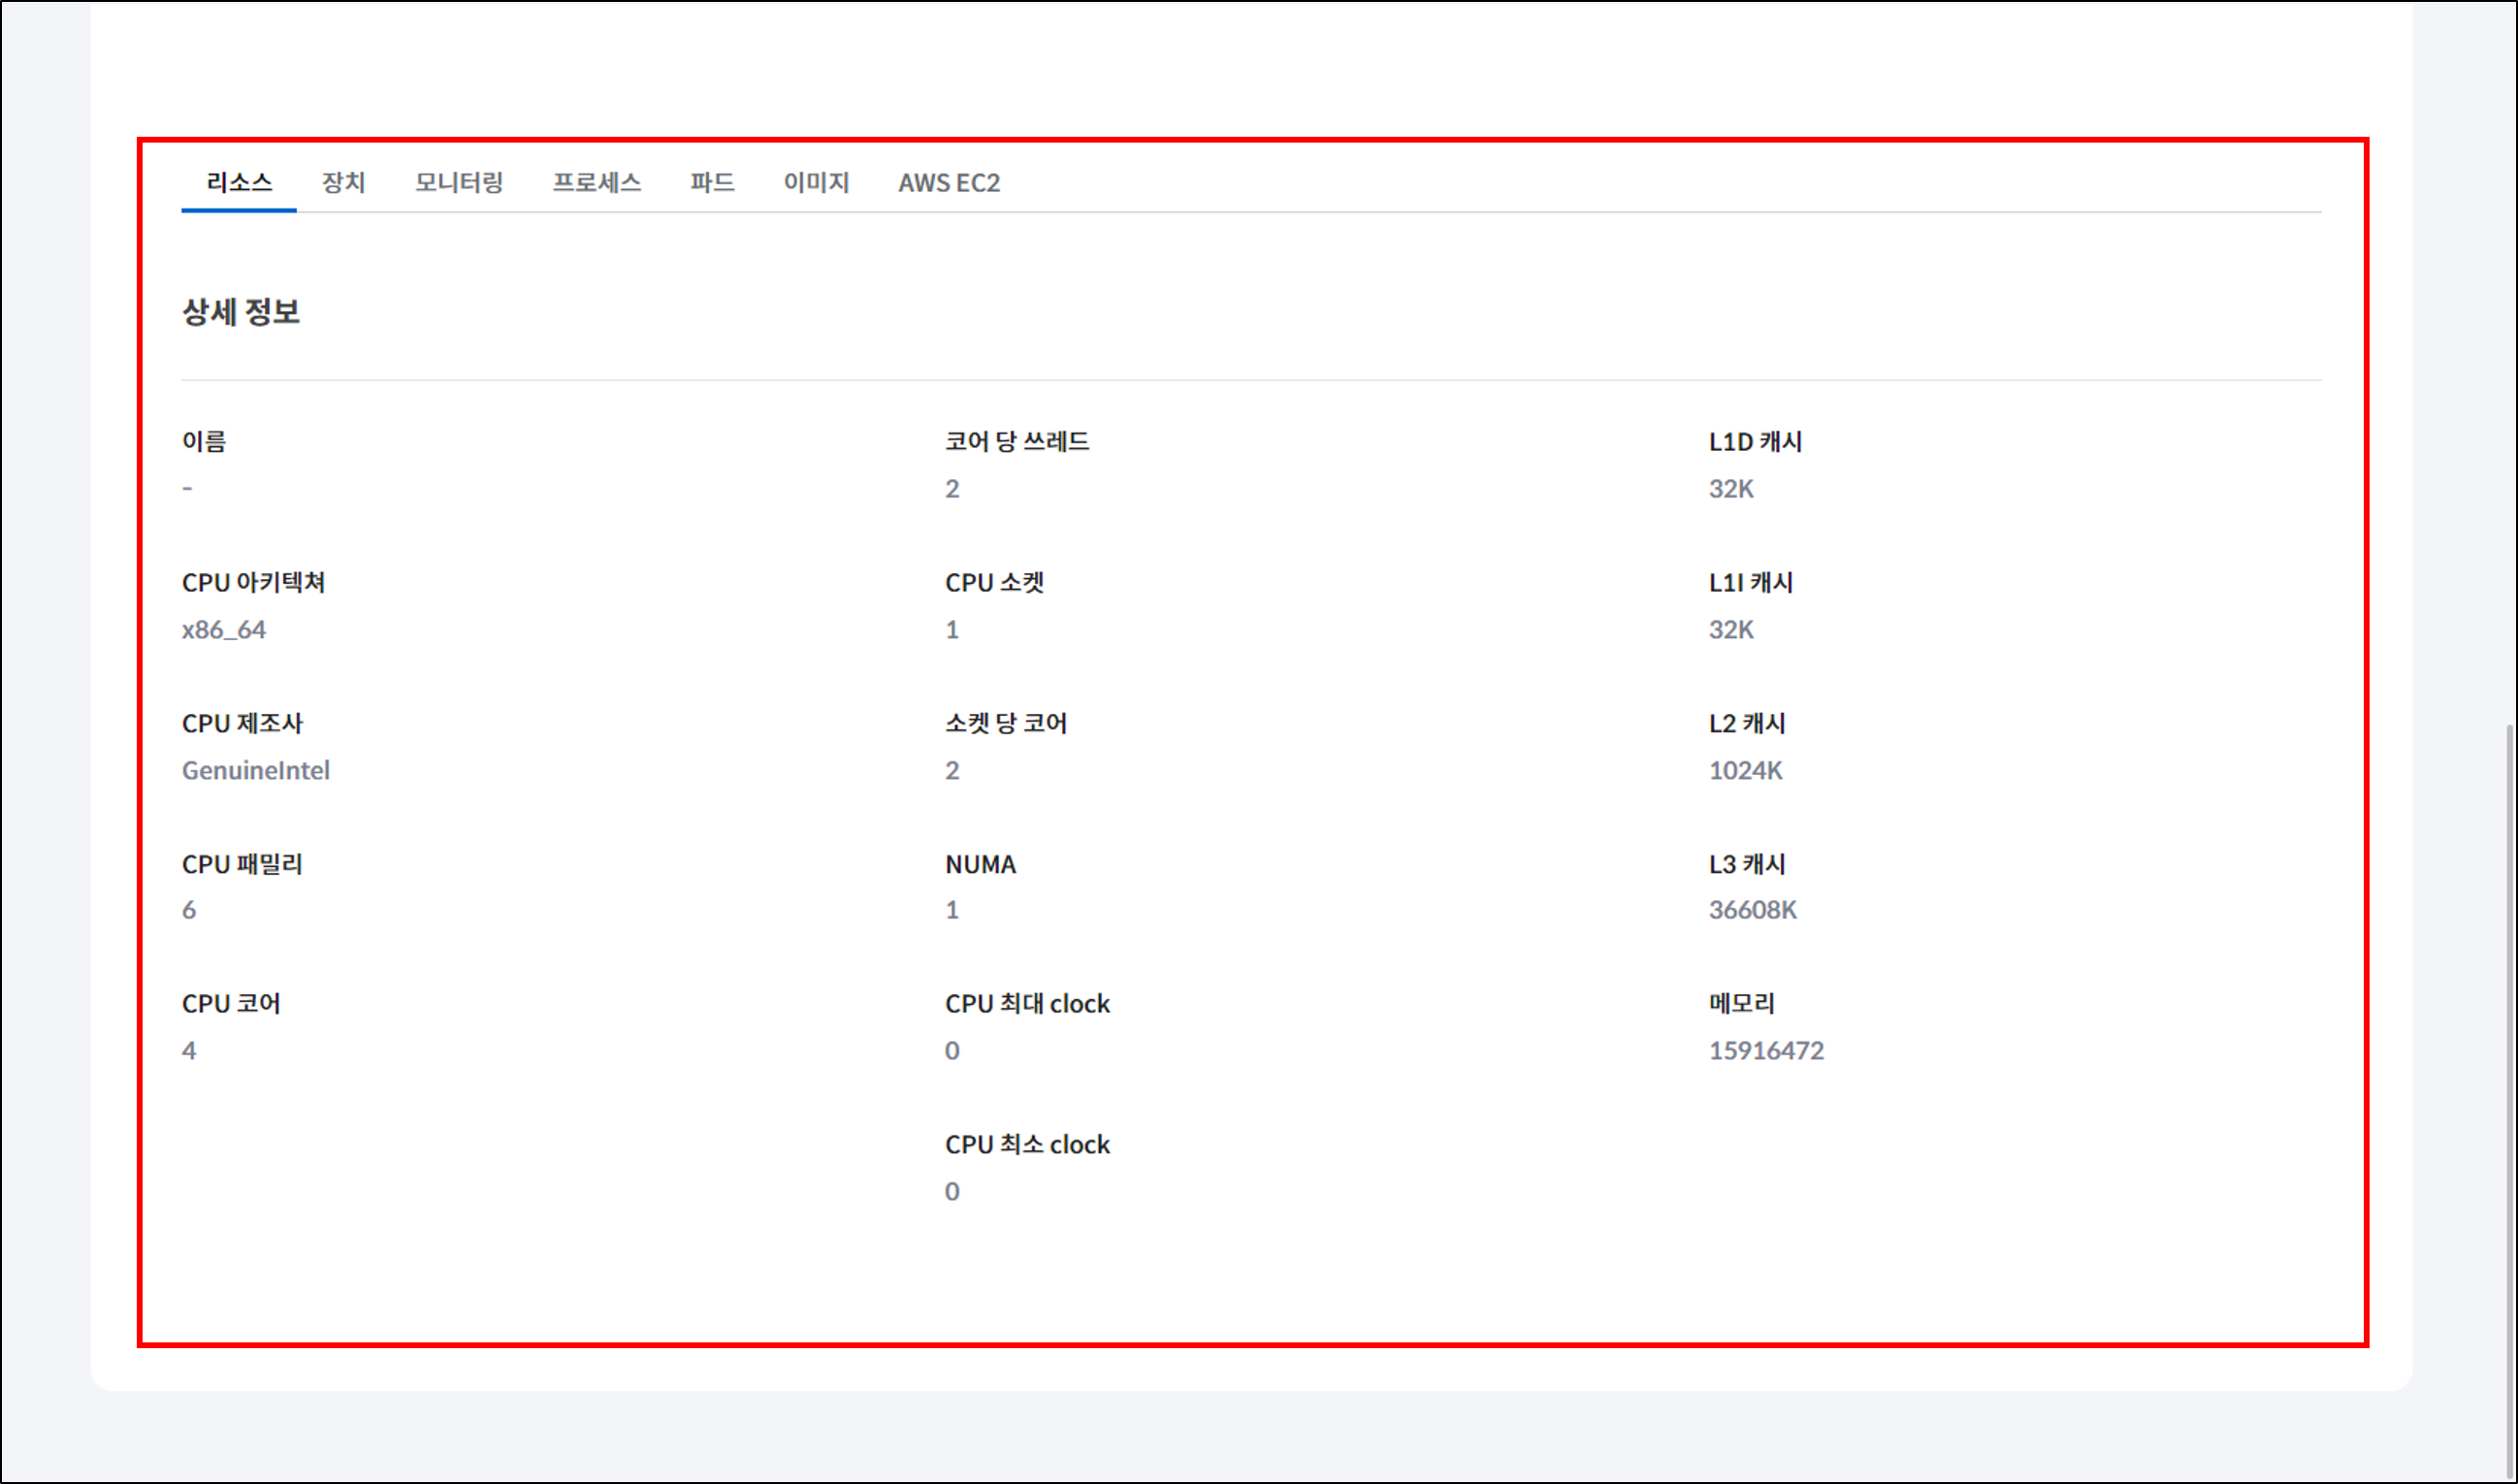 리소스 장치 모니터링 프로세스 파드 이미지 AWS EC2
상세 정보
이름
-
CPU 아키텍쳐
x86_64
CPU 제조사
GenuineIntel
CPU 패밀리
6
CPU 코어
4
코어 당 쓰레드
2
CPU 소켓
1
소켓 당 코어
2
NUMA
1
CPU 최대 clock
0
CPU 최소 clock
0
L1D 캐시
32K
L1I 캐시
32K
L2 캐시
1024K
L3 캐시
36608K
메모리
15916472